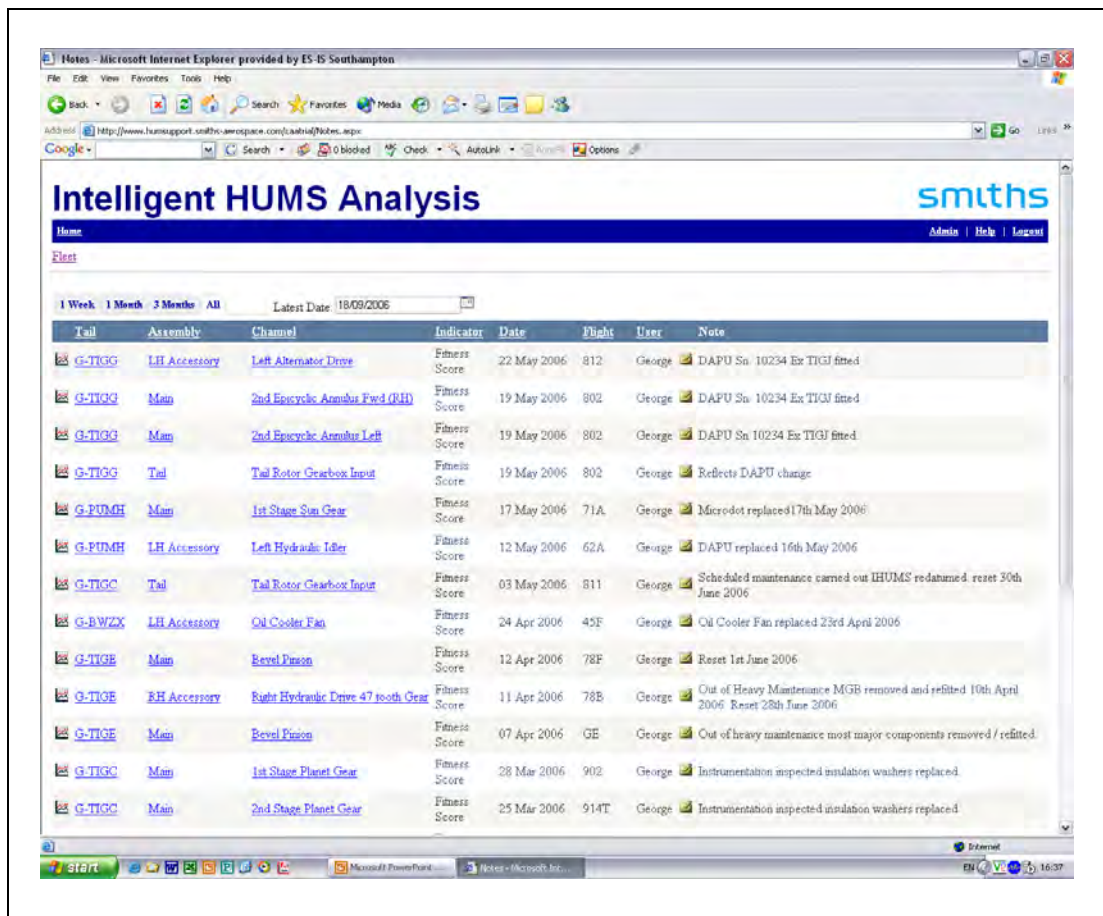 Notes - Microsoft Internet Explorer provided by ES-IS Southampton
File Edit View Favorites Tools Help
Back Search Favorites Media
Address http://www.humsupport.smiths-aerospace.com/caatrial/Notes.aspx Go Links
Google Search 0 blocked Check AutoLink Options
Intelligent HUMS Analysis smiths
Home Admin | Help | Logout
Fleet
1 Week 1 Month 3 Months All Latest Date 18/09/2006
Tail Assembly Channel Indicator Date Flight User Note
G-TIGG LH Accessory Left Alternator Drive Fitness Score 22 May 2006 812 George DAPU Sn. 10234 Ex TIGJ fitted
G-TIGG Main 2nd Epicyclic Annulus Fwd (RH) Fitness Score 19 May 2006 802 George DAPU Sn 10234 Ex TIGJ fitted
G-TIGG Main 2nd Epicyclic Annulus Left Fitness Score 19 May 2006 802 George DAPU Sn 10234 Ex TIGJ fitted
G-TIGG Tail Tail Rotor Gearbox Input Fitness Score 19 May 2006 802 George Reflects DAPU change
G-PUMH Main 1st Stage Sun Gear Fitness Score 17 May 2006 71A George Microdot replaced17th May 2006
G-PUMH LH Accessory Left Hydraulic Idler Fitness Score 12 May 2006 62A George DAPU replaced 16th May 2006
G-TIGC Tail Tail Rotor Gearbox Input Fitness Score 03 May 2006 811 George Scheduled maintenance carried out IHUMS redatumed. reset 30th
June 2006
G-BWZX LH Accessory Oil Cooler Fan Fitness Score 24 Apr 2006 45F George Oil Cooler Fan replaced 23rd April 2006
G-TIGE Main Bevel Pinion Fitness Score 12 Apr 2006 78F George Reset 1st June 2006
G-TIGE RH Accessory Right Hydraulic Drive 47 tooth Gear Fitness Score 11 Apr 2006 78B George Out of Heavy Maintenance MGB removed and refitted 10th April
2006. Reset 28th June 2006
G-TIGE Main Bevel Pinion Fitness Score 07 Apr 2006 GE George Out of heavy maintenance most major components removed / refitted.
G-TIGC Main 1st Stage Planet Gear Fitness Score 28 Mar 2006 902 George Instrumentation inspected insulation washers replaced.
G-TIGC Main 2nd Stage Planet Gear Fitness Score 25 Mar 2006 914T George Instrumentation inspected insulation washers replaced.
Internet
start Microsoft PowerPoint ... Notes - Microsoft Int... EN 16:37